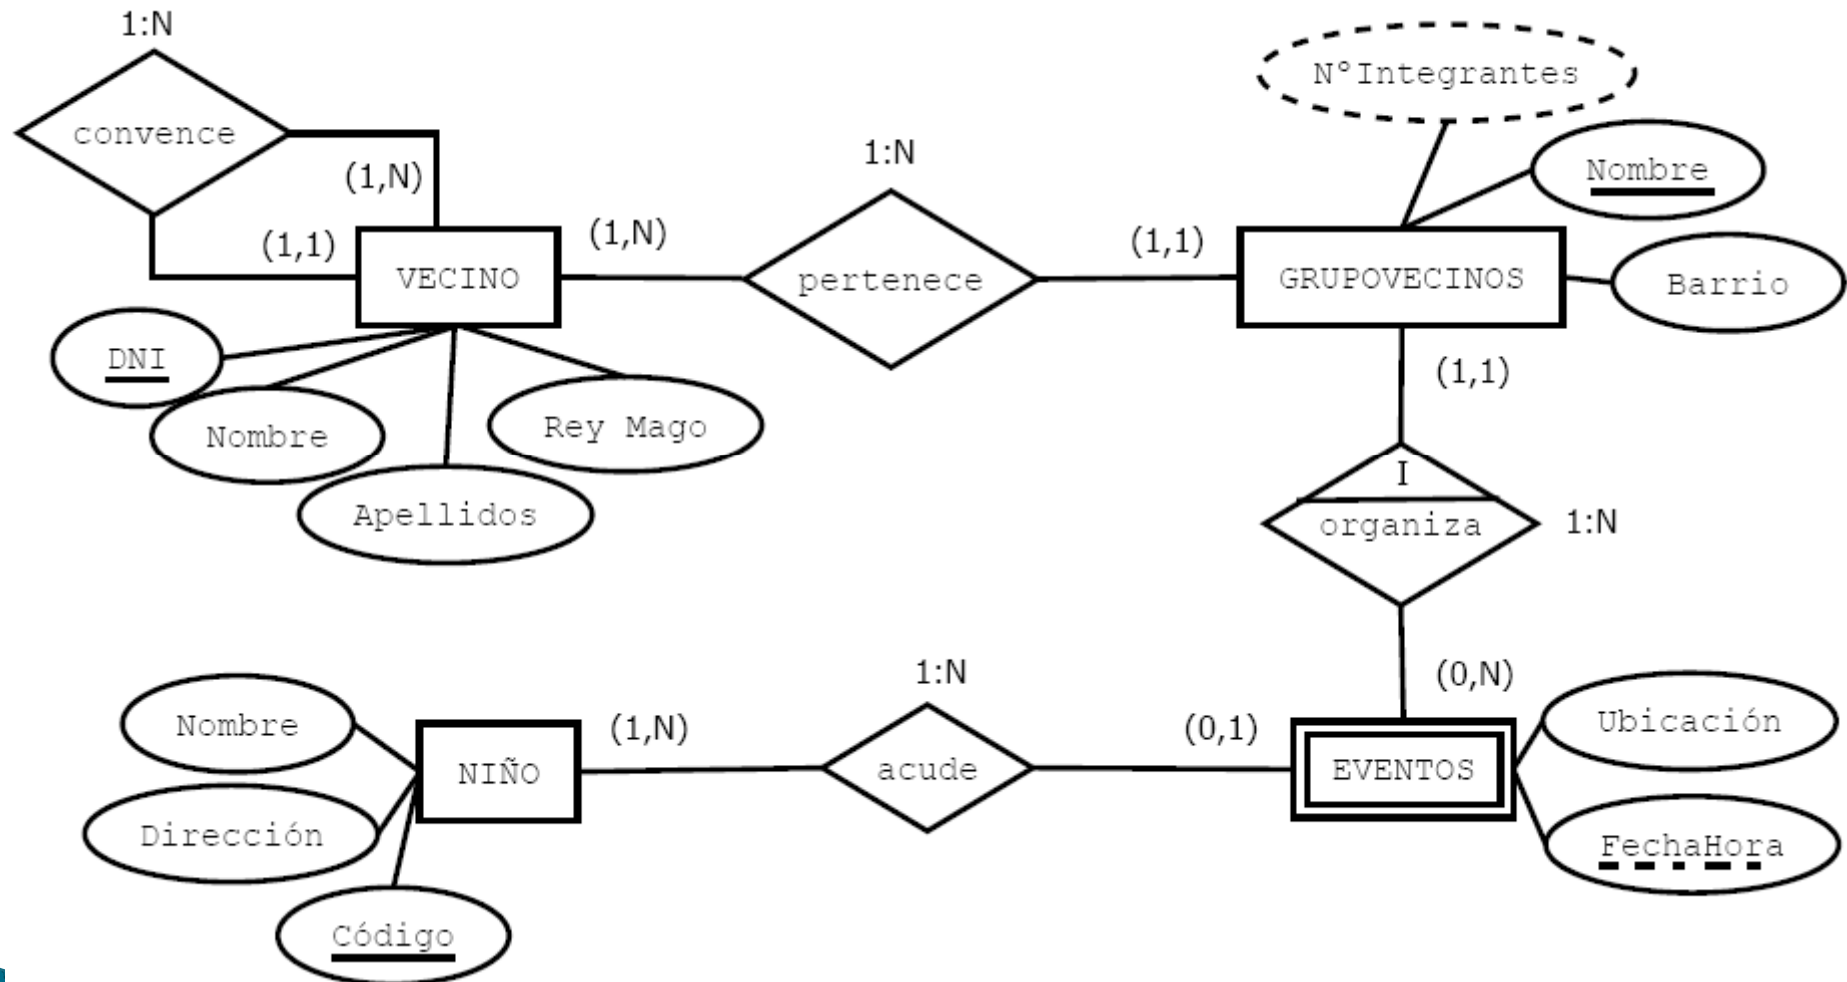 1:N
convence
(1,N)
(1,1)
VECINO
DNI
Nombre
Apellidos
Rey Mago
(1,N)
1:N
pertenece
(1,1)
N°Integrantes
Nombre
GRUPOVECINOS
Barrio
(1,1)
I
organiza
1:N
(0,N)
Nombre
Dirección
Código
NIÑO
(1,N)
1:N
acude
(0,1)
EVENTOS
Ubicación
FechaHora